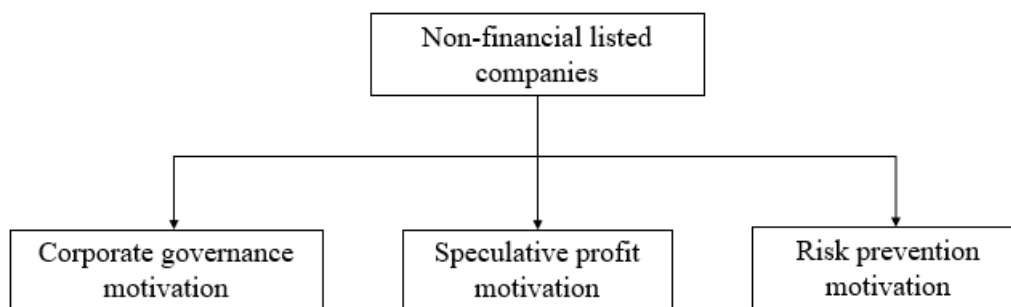 Non-financial listed
companies
Corporate governance
motivation
Speculative profit
motivation
Risk prevention
motivation